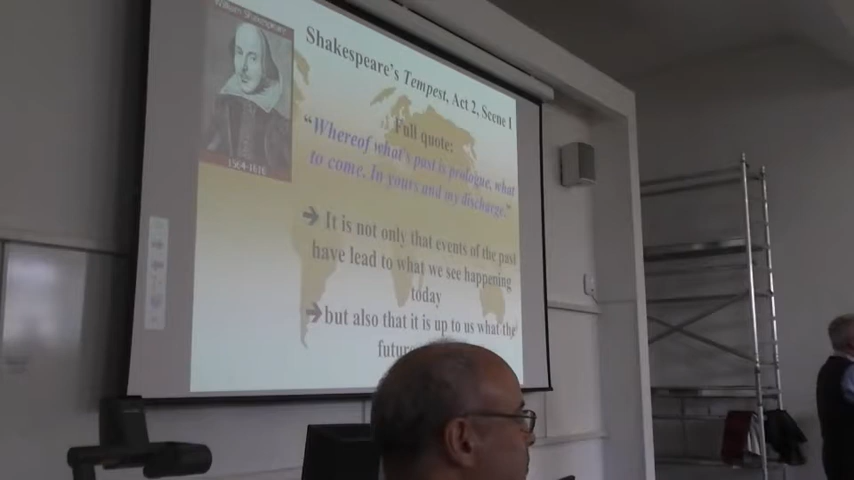 William Shakespeare
1564-1616
Shakespeare's Tempest, Act 2, Scene 1
Full quote:
"Whereof what's past is prologue, what
to come, In yours and my discharge."
➔ It is not only that events of the past
have lead to what we see happening
today
➔ but also that it is up to us what the